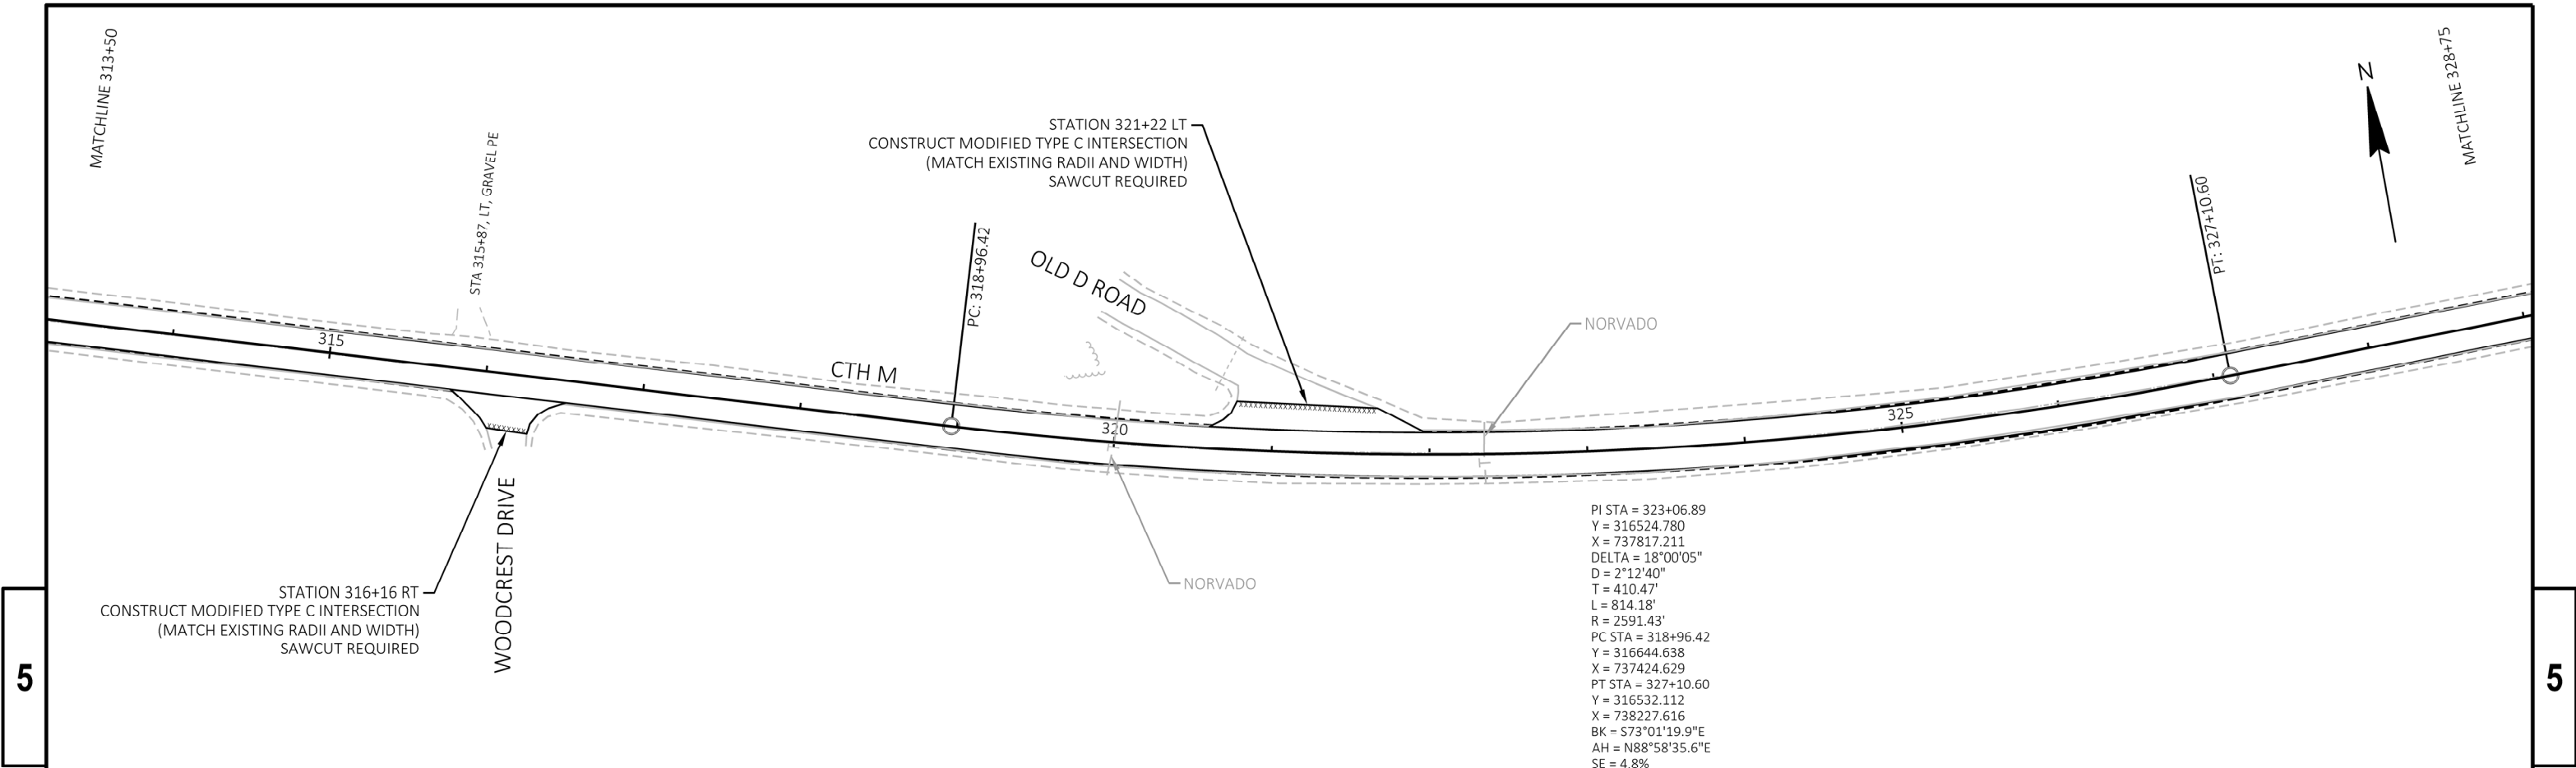 MATCHLINE 313+50
STA 315+87, LT, GRAVEL PE
STATION 321+22 LT
CONSTRUCT MODIFIED TYPE C INTERSECTION
(MATCH EXISTING RADII AND WIDTH)
SAWCUT REQUIRED
N
MATCHLINE 328+75
PC: 318+96.42
OLD D ROAD
PT: 327+10.60
NORVADO
315
CTH M
320
325
STATION 316+16 RT
CONSTRUCT MODIFIED TYPE C INTERSECTION
(MATCH EXISTING RADII AND WIDTH)
SAWCUT REQUIRED
WOODCREST DRIVE
NORVADO
PI STA = 323+06.89
Y = 316524.780
X = 737817.211
DELTA = 18°00'05"
D = 2°12'40"
T = 410.47'
L = 814.18'
R = 2591.43'
PC STA = 318+96.42
Y = 316644.638
X = 737424.629
PT STA = 327+10.60
Y = 316532.112
X = 738227.616
BK = S73°01'19.9"E
AH = N88°58'35.6"E
SE = 4.8%
5
5